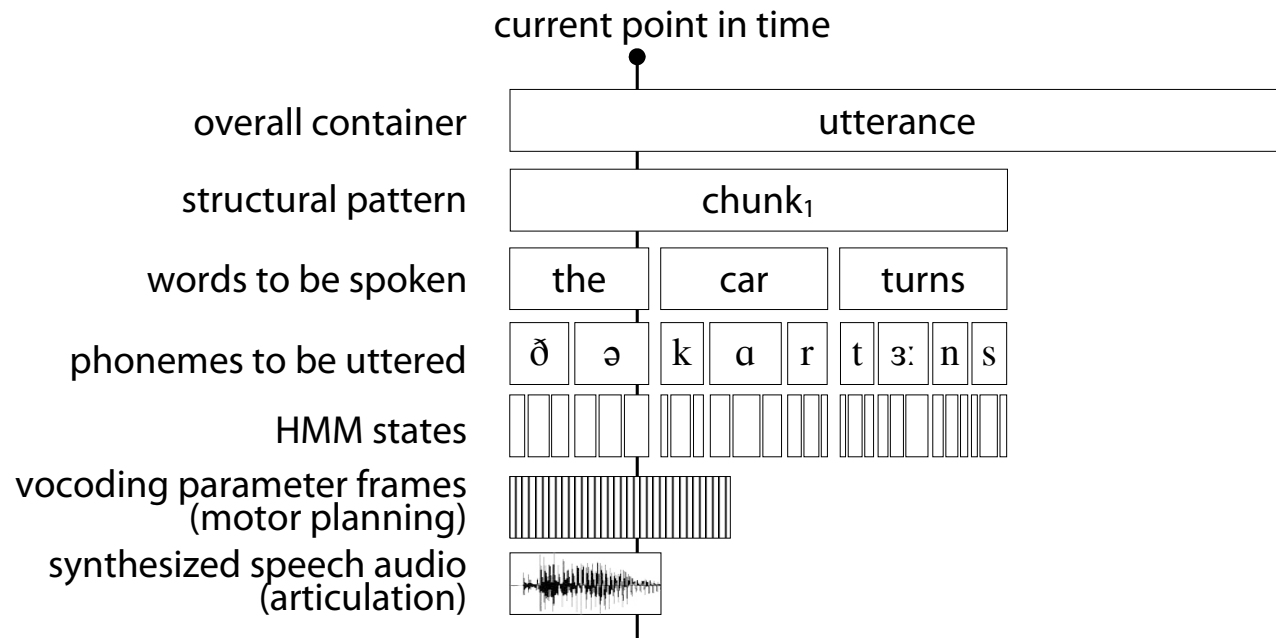 current point in time
overall container utterance
structural pattern chunk₁
words to be spoken the car turns
phonemes to be uttered ð ə k ɑ r t ɜː n s
HMM states
vocoding parameter frames
(motor planning)
synthesized speech audio
(articulation)